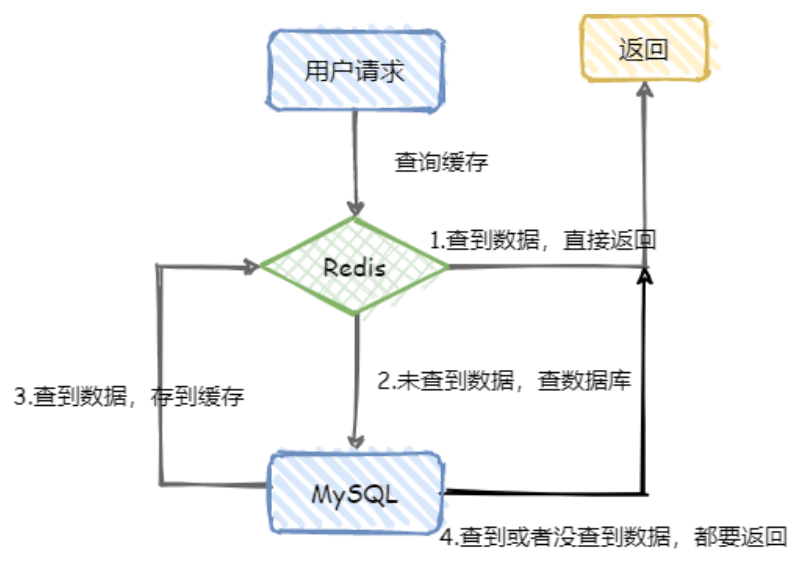 用户请求
返回
查询缓存
1.查到数据，直接返回
Redis
2.未查到数据，查数据库
3.查到数据，存到缓存
MySQL
4.查到或者没查到数据，都要返回